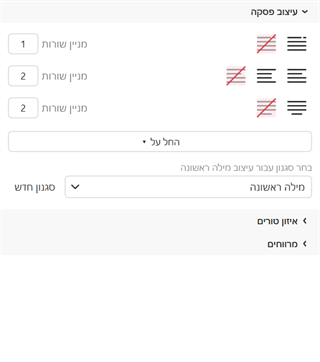 עיצוב פסקה
מניין שורות 1
מניין שורות 2
מניין שורות 2
החל על
בחר סגנון עבור עיצוב מילה ראשונה
מילה ראשונה סגנון חדש
איזון טורים
מרווחים